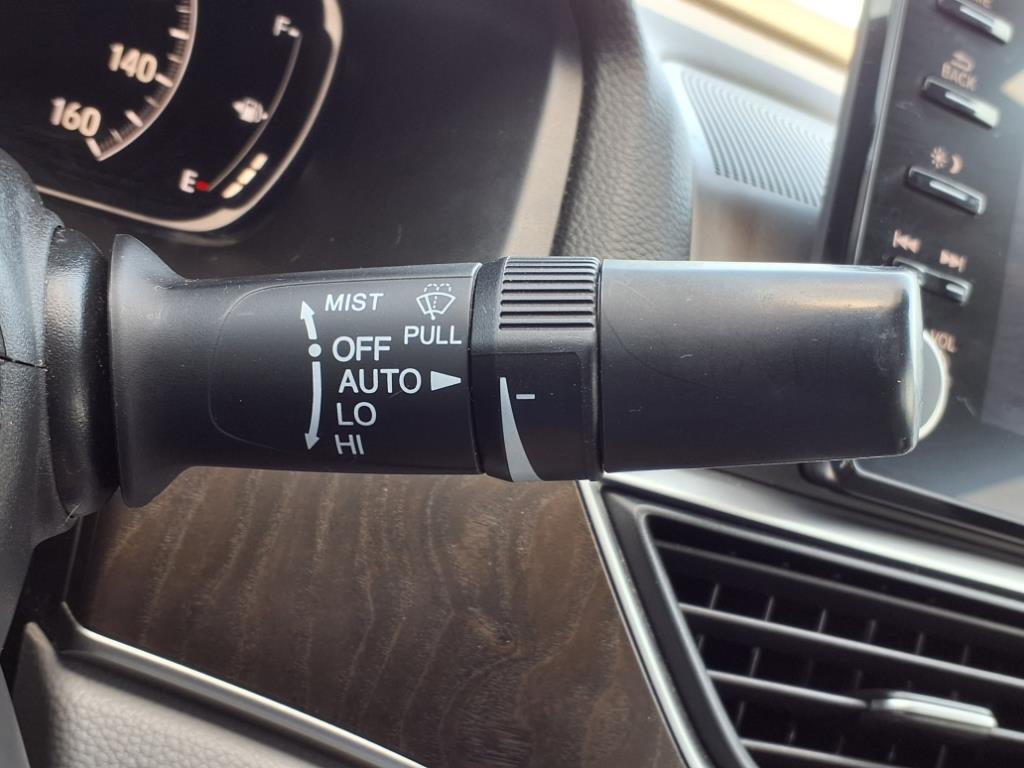 140
160
F
E
BACK
VOL
MIST
PULL
OFF
AUTO
LO
HI